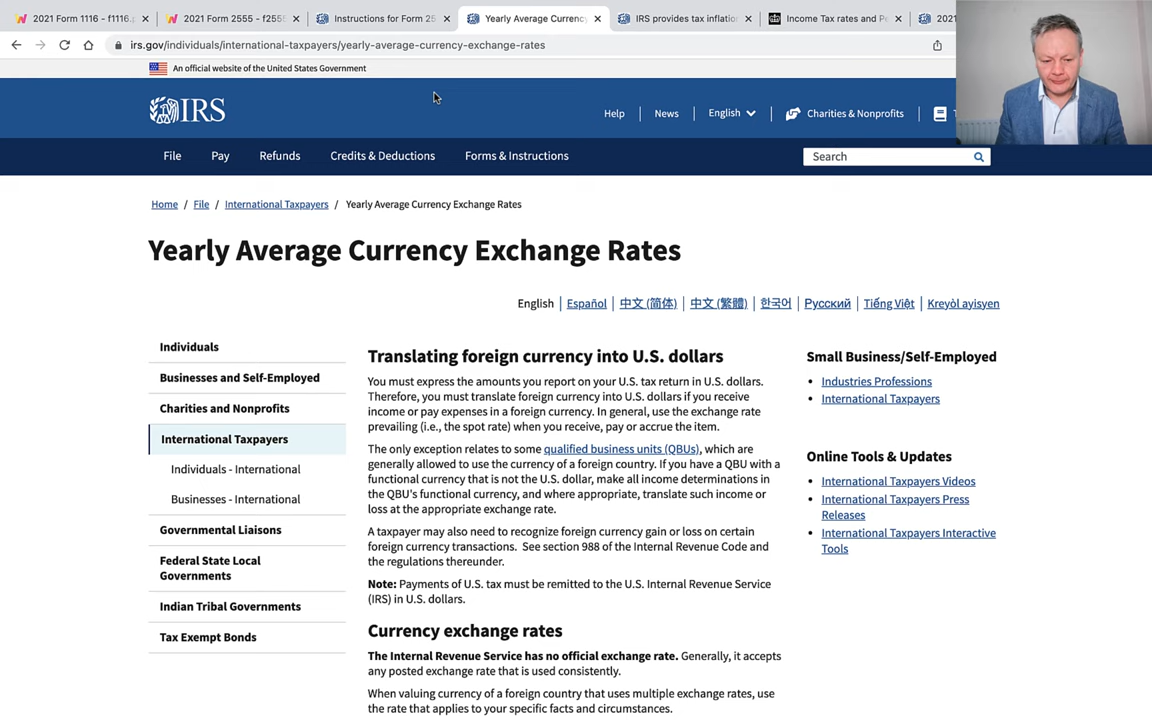 2021 Form 1116 - f1116.p
2021 Form 2555 - f255
Instructions for Form 25
Yearly Average Currency
IRS provides tax inflatio
Income Tax rates and Pe
2021
irs.gov/individuals/international-taxpayers/yearly-average-currency-exchange-rates
An official website of the United States Government
IRS
Help
News
English
Charities & Nonprofits
File
Pay
Refunds
Credits & Deductions
Forms & Instructions
Search
Home / File / International Taxpayers / Yearly Average Currency Exchange Rates
Yearly Average Currency Exchange Rates
English | Español | 中文 (简体) | 中文 (繁體) | 한국어 | Русский | Tiếng Việt | Kreyòl ayisyen
Individuals
Businesses and Self-Employed
Charities and Nonprofits
International Taxpayers
Individuals - International
Businesses - International
Governmental Liaisons
Federal State Local
Governments
Indian Tribal Governments
Tax Exempt Bonds
Translating foreign currency into U.S. dollars
You must express the amounts you report on your U.S. tax return in U.S. dollars.
Therefore, you must translate foreign currency into U.S. dollars if you receive
income or pay expenses in a foreign currency. In general, use the exchange rate
prevailing (i.e., the spot rate) when you receive, pay or accrue the item.
The only exception relates to some qualified business units (QBUs), which are
generally allowed to use the currency of a foreign country. If you have a QBU with a
functional currency that is not the U.S. dollar, make all income determinations in
the QBU's functional currency, and where appropriate, translate such income or
loss at the appropriate exchange rate.
A taxpayer may also need to recognize foreign currency gain or loss on certain
foreign currency transactions. See section 988 of the Internal Revenue Code and
the regulations thereunder.
Note: Payments of U.S. tax must be remitted to the U.S. Internal Revenue Service
(IRS) in U.S. dollars.
Currency exchange rates
The Internal Revenue Service has no official exchange rate. Generally, it accepts
any posted exchange rate that is used consistently.
When valuing currency of a foreign country that uses multiple exchange rates, use
the rate that applies to your specific facts and circumstances.
Small Business/Self-Employed
• Industries Professions
• International Taxpayers
Online Tools & Updates
• International Taxpayers Videos
• International Taxpayers Press
Releases
• International Taxpayers Interactive
Tools